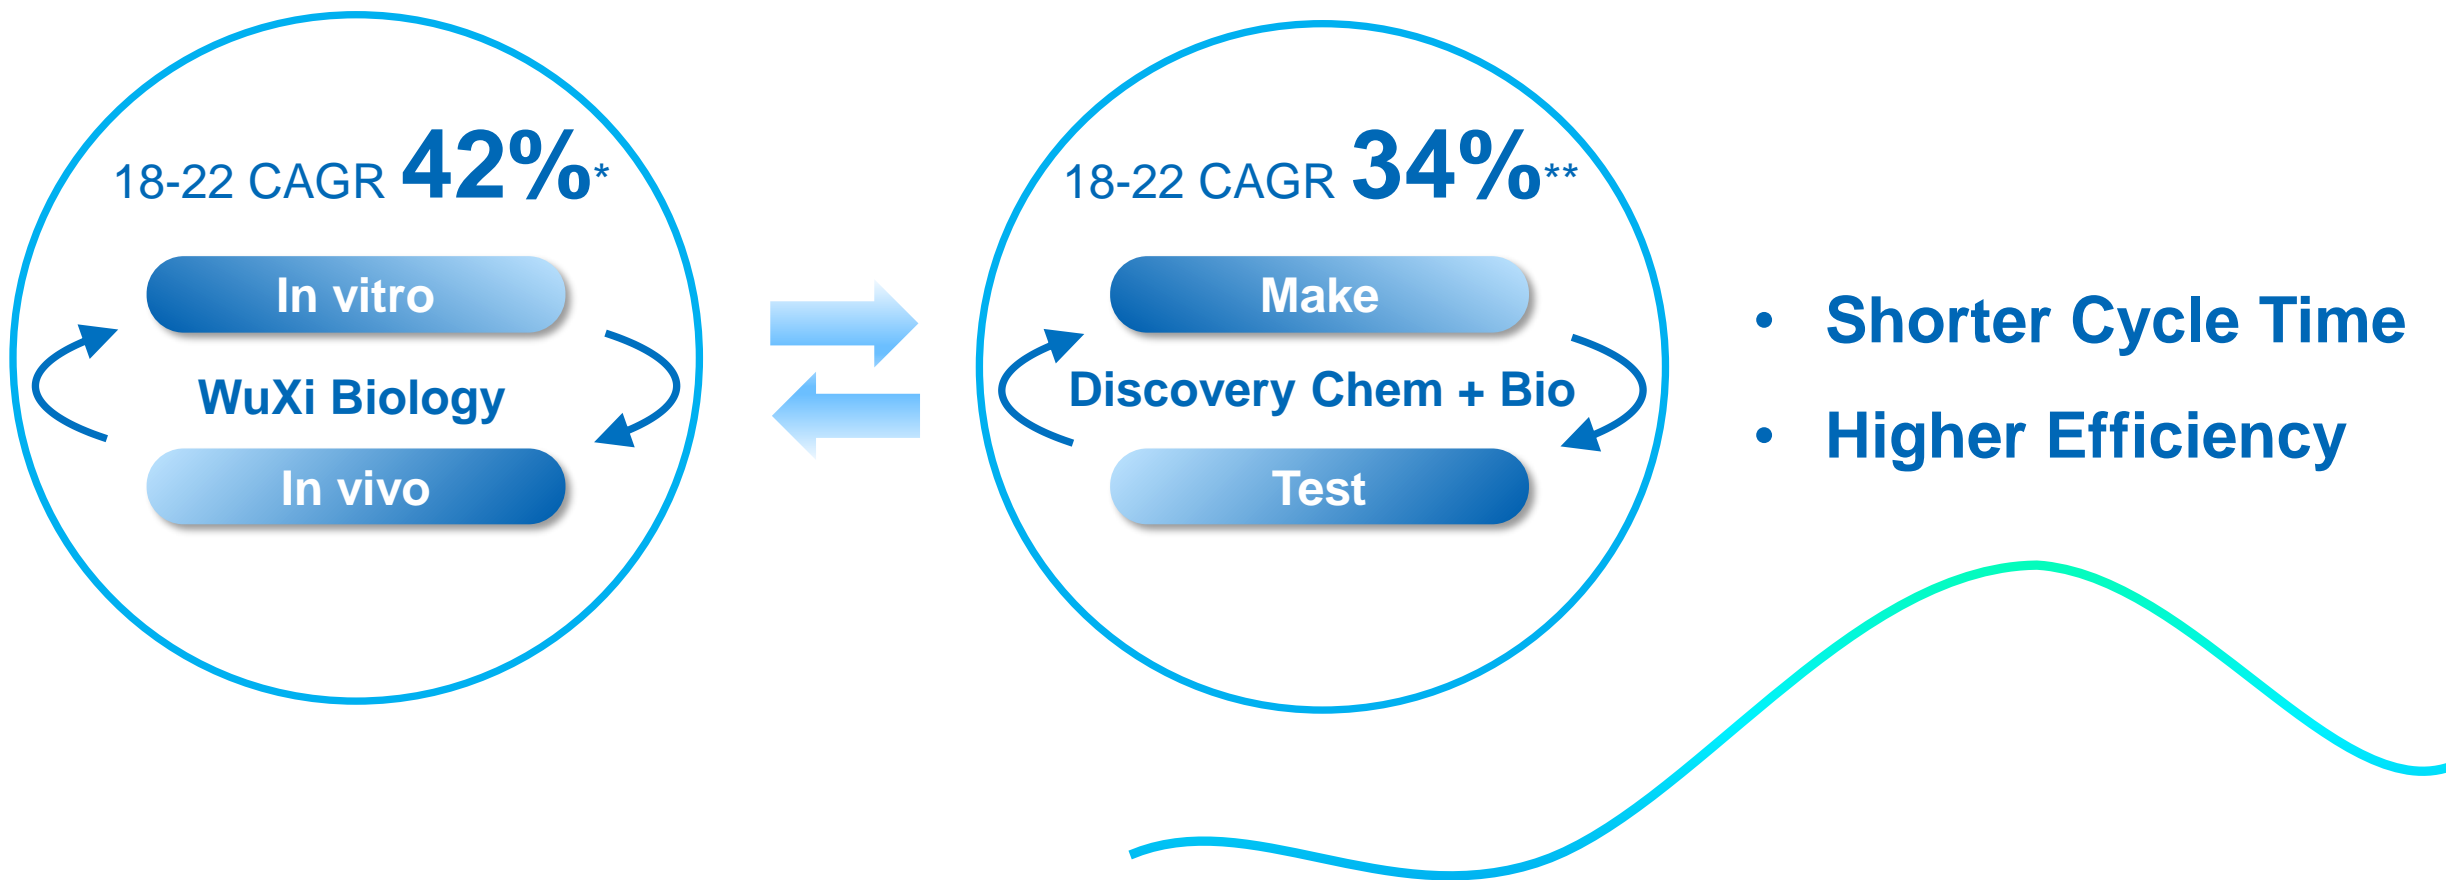 18-22 CAGR 42%*
In vitro
WuXi Biology
In vivo
18-22 CAGR 34%**
Make
Discovery Chem + Bio
Test
• Shorter Cycle Time
• Higher Efficiency